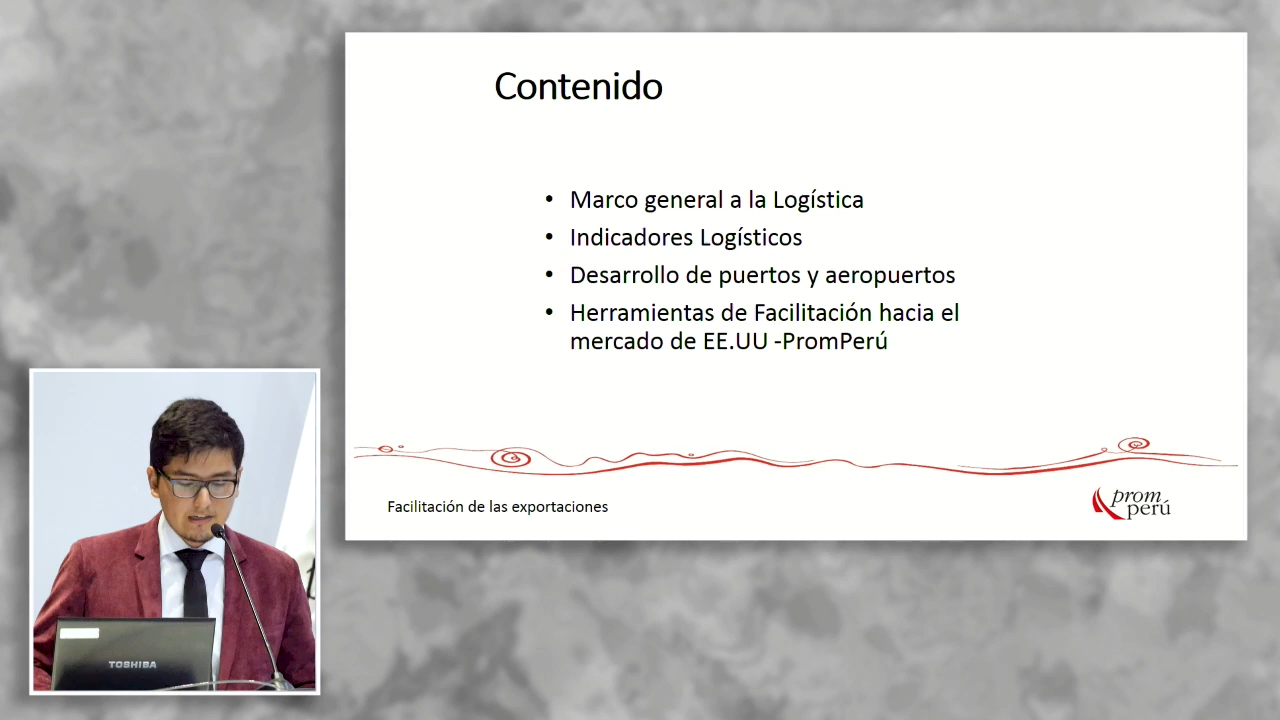 Contenido
• Marco general a la Logística
• Indicadores Logísticos
• Desarrollo de puertos y aeropuertos
• Herramientas de Facilitación hacia el
mercado de EE.UU -PromPerú
Facilitación de las exportaciones
prom
perú
TOSHIBA